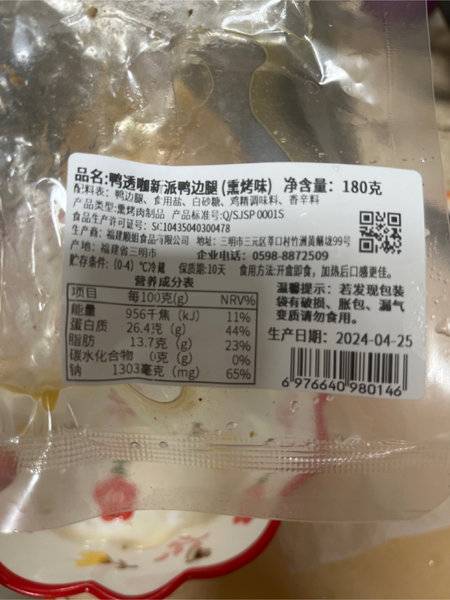 品名:鸭透咖新派鸭边腿(熏烤味) 净含量: 180克
配料表: 鸭边腿、食用盐、白砂糖、鸡精调味料、香辛料
产品类型:熏烤肉制品 产品标准号:Q/SJSP 0001S
食品生产许可证号: SC10435040300478
生产商: 福建顺姐食品有限公司 地址: 三明市三元区莘口村竹洲黄解垅99号
产地: 福建省三明市 企业电话: 0598-8872509
贮存条件: (0-4) ℃冷藏 保质期: 10天 食用方法:开盒即食,加热后口感更佳。
营养成分表
项目 每100克(g) NRV%
能量 956千焦 (kJ) 11%
蛋白质 26.4克 (g) 44%
脂肪 13.7克 (g) 23%
碳水化合物 0克 (g) 0%
钠 1303毫克 (mg) 65%
温馨提示: 若发现包装
袋有破损、胀包、漏气
变质请勿食用。
生产日期: 2024-04-25
6 976640 980146